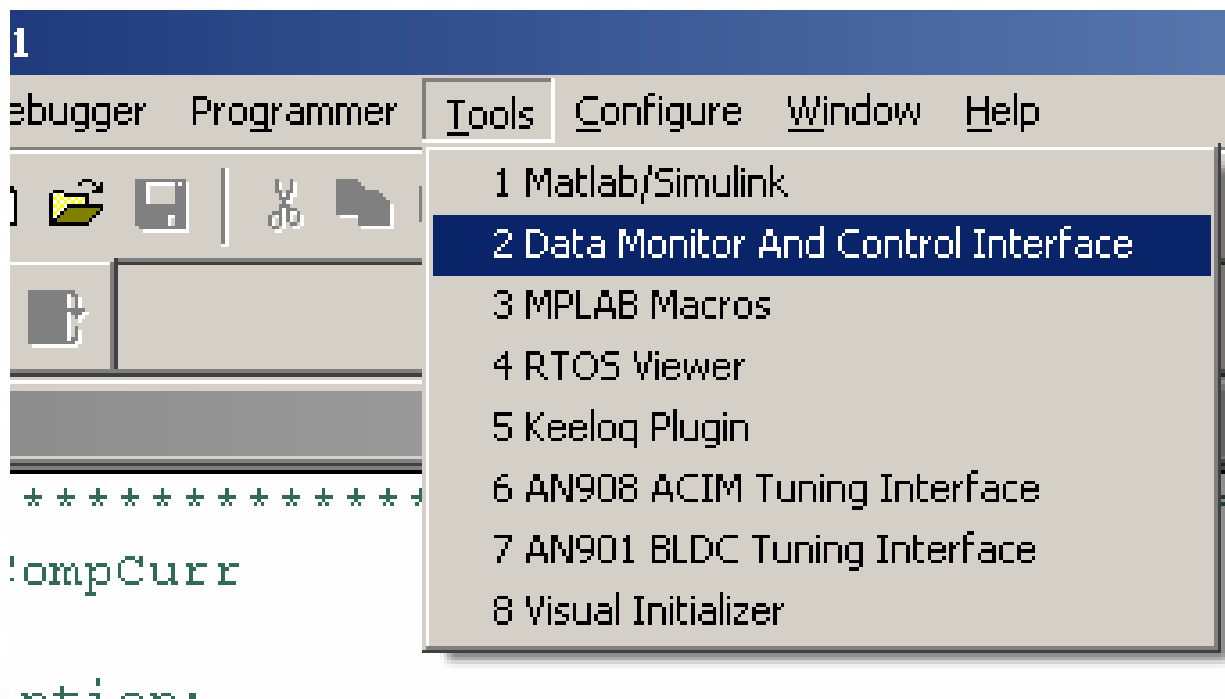 1
ebugger Programmer Tools Configure Window Help
1 Matlab/Simulink
2 Data Monitor And Control Interface
3 MPLAB Macros
4 RTOS Viewer
5 Keeloq Plugin
6 AN908 ACIM Tuning Interface
7 AN901 BLDC Tuning Interface
8 Visual Initializer
*************
CompCurr
ption: